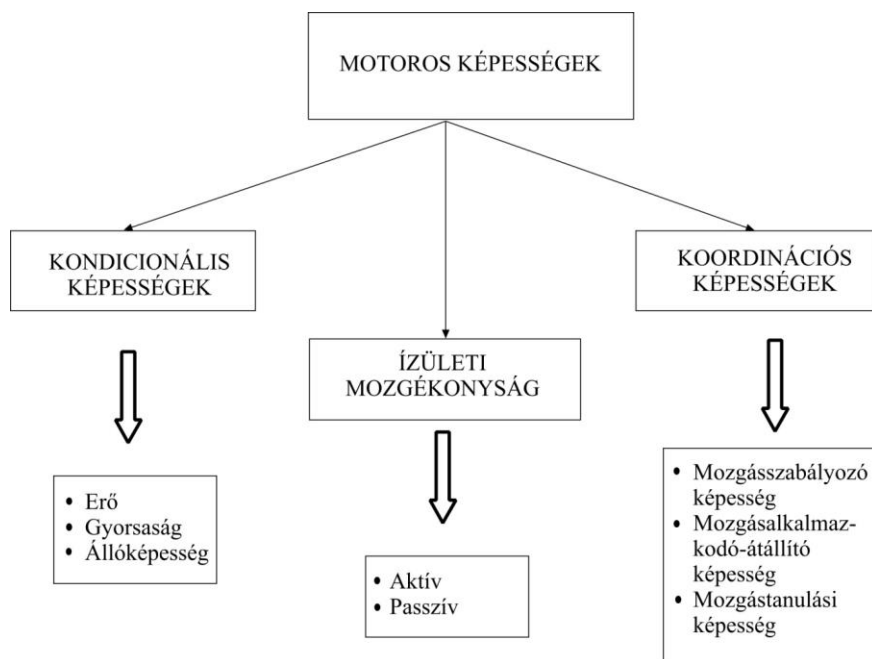 MOTOROS KÉPESSÉGEK
KONDICIONÁLIS
KÉPESSÉGEK
ÍZÜLETI
MOZGÉKONYSÁG
KOORDINÁCIÓS
KÉPESSÉGEK
• Erő
• Gyorsaság
• Állóképesség
• Aktív
• Passzív
• Mozgásszabályozó
képesség
• Mozgásalkalmaz-
kodó-átállító
képesség
• Mozgástanulási
képesség